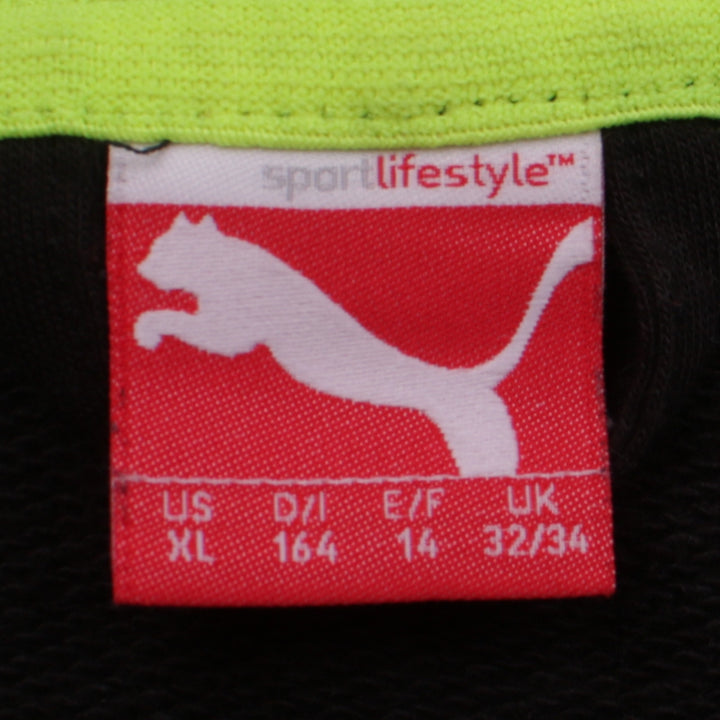 sportlifestyle™
US D/I E/F UK
XL 164 14 32/34